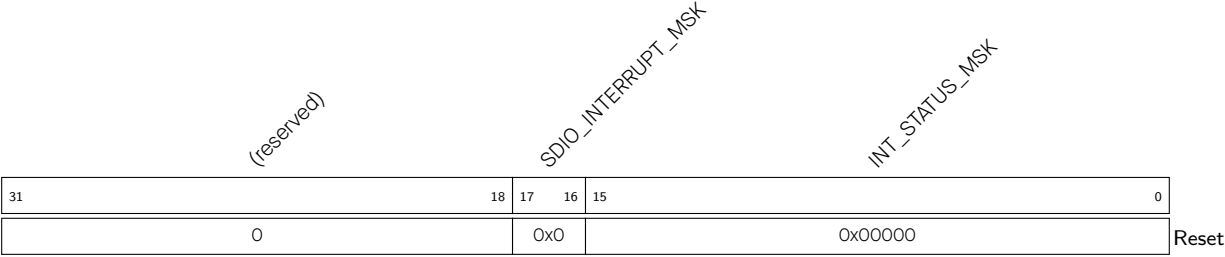 (reserved) SDIO_INTERRUPT_MSK INT_STATUS_MSK
31 18 17 16 15 0
0 0x0 0x00000 Reset